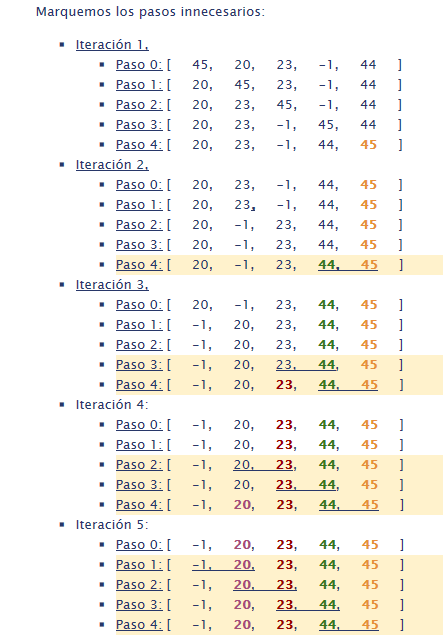 Marquemos los pasos innecesarios:
Iteración 1,
Paso 0: [ 45, 20, 23, -1, 44 ]
Paso 1: [ 20, 45, 23, -1, 44 ]
Paso 2: [ 20, 23, 45, -1, 44 ]
Paso 3: [ 20, 23, -1, 45, 44 ]
Paso 4: [ 20, 23, -1, 44, 45 ]
Iteración 2,
Paso 0: [ 20, 23, -1, 44, 45 ]
Paso 1: [ 20, 23, -1, 44, 45 ]
Paso 2: [ 20, -1, 23, 44, 45 ]
Paso 3: [ 20, -1, 23, 44, 45 ]
Paso 4: [ 20, -1, 23, 44, 45 ]
Iteración 3,
Paso 0: [ 20, -1, 23, 44, 45 ]
Paso 1: [ -1, 20, 23, 44, 45 ]
Paso 2: [ -1, 20, 23, 44, 45 ]
Paso 3: [ -1, 20, 23, 44, 45 ]
Paso 4: [ -1, 20, 23, 44, 45 ]
Iteración 4:
Paso 0: [ -1, 20, 23, 44, 45 ]
Paso 1: [ -1, 20, 23, 44, 45 ]
Paso 2: [ -1, 20, 23, 44, 45 ]
Paso 3: [ -1, 20, 23, 44, 45 ]
Paso 4: [ -1, 20, 23, 44, 45 ]
Iteración 5:
Paso 0: [ -1, 20, 23, 44, 45 ]
Paso 1: [ -1, 20, 23, 44, 45 ]
Paso 2: [ -1, 20, 23, 44, 45 ]
Paso 3: [ -1, 20, 23, 44, 45 ]
Paso 4: [ -1, 20, 23, 44, 45 ]